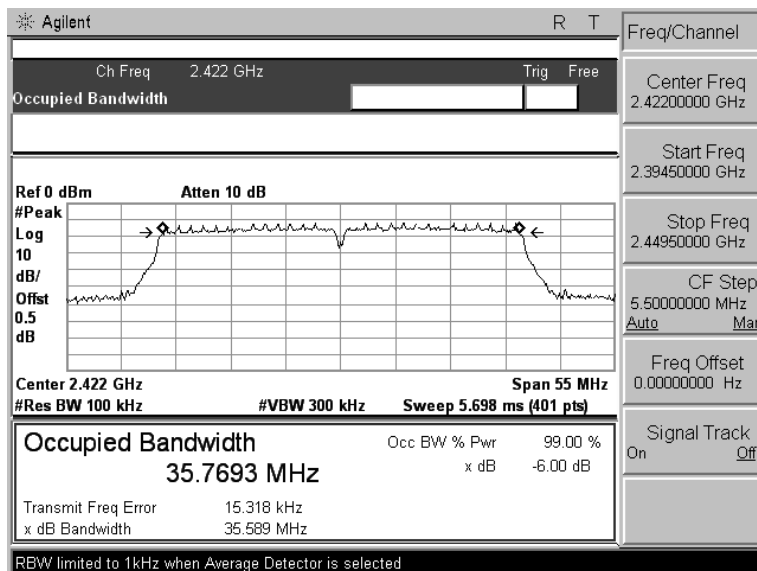 Agilent R T
Ch Freq 2.422 GHz Trig Free
Occupied Bandwidth
Ref 0 dBm Atten 10 dB
#Peak
Log
10
dB/
Offst
0.5
dB
Center 2.422 GHz Span 55 MHz
#Res BW 100 kHz #VBW 300 kHz Sweep 5.698 ms (401 pts)
Occupied Bandwidth Occ BW % Pwr 99.00 %
35.7693 MHz x dB -6.00 dB
Transmit Freq Error 15.318 kHz
x dB Bandwidth 35.589 MHz
RBW limited to 1kHz when Average Detector is selected
Freq/Channel
Center Freq
2.42200000 GHz
Start Freq
2.39450000 GHz
Stop Freq
2.44950000 GHz
CF Step
5.50000000 MHz
Auto Man
Freq Offset
0.00000000 Hz
Signal Track
On Off